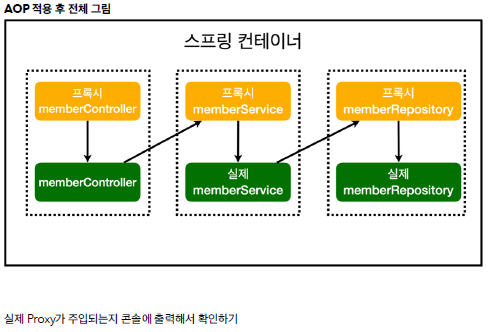 AOP 적용 후 전체 그림
스프링 컨테이너
프록시
memberController
프록시
memberService
프록시
memberRepository
memberController
실제
memberService
실제
memberRepository
실제 Proxy가 주입되는지 콘솔에 출력해서 확인하기